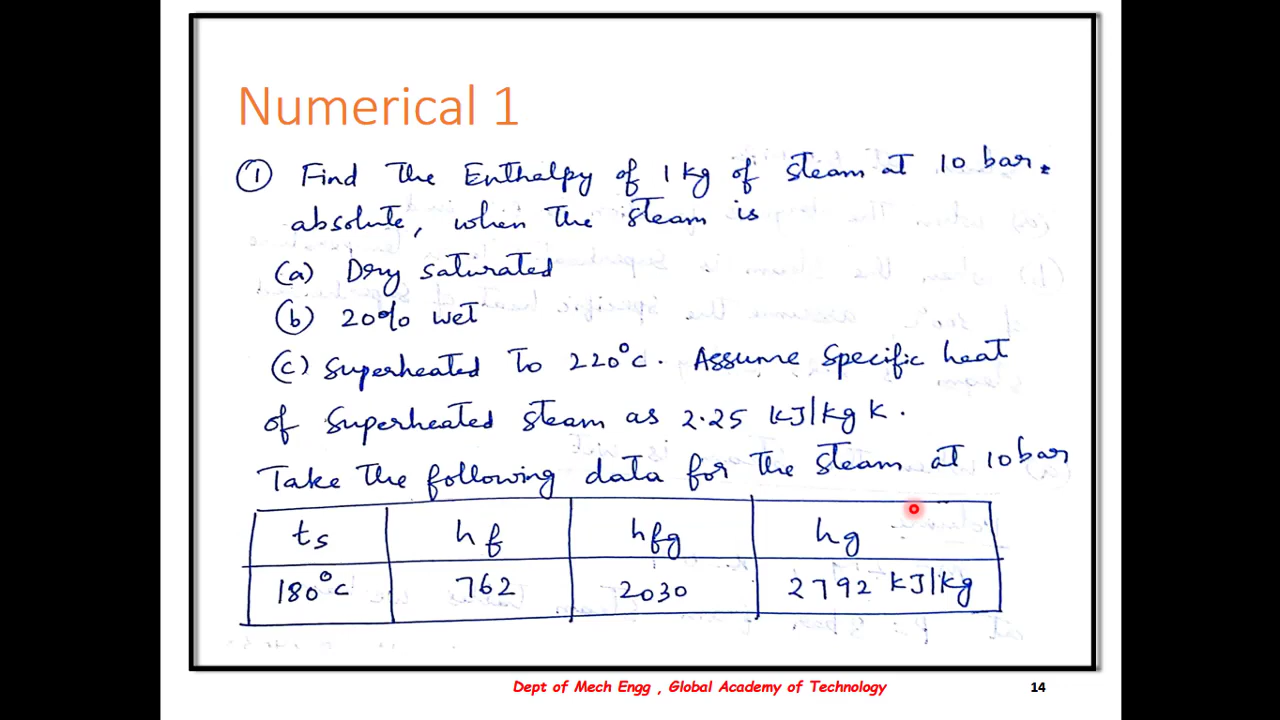 Numerical 1
① Find the Enthalpy of 1 kg of steam at 10 bar.
absolute, when the steam is
(a) Dry saturated
(b) 20% wet
(c) Superheated to 220°c. Assume specific heat
of superheated steam as 2.25 KJ/kg K.
Take the following data for the steam at 10 bar
ts hf hfg hg
180°c 762 2030 2792 KJ/kg
Dept of Mech Engg , Global Academy of Technology 14